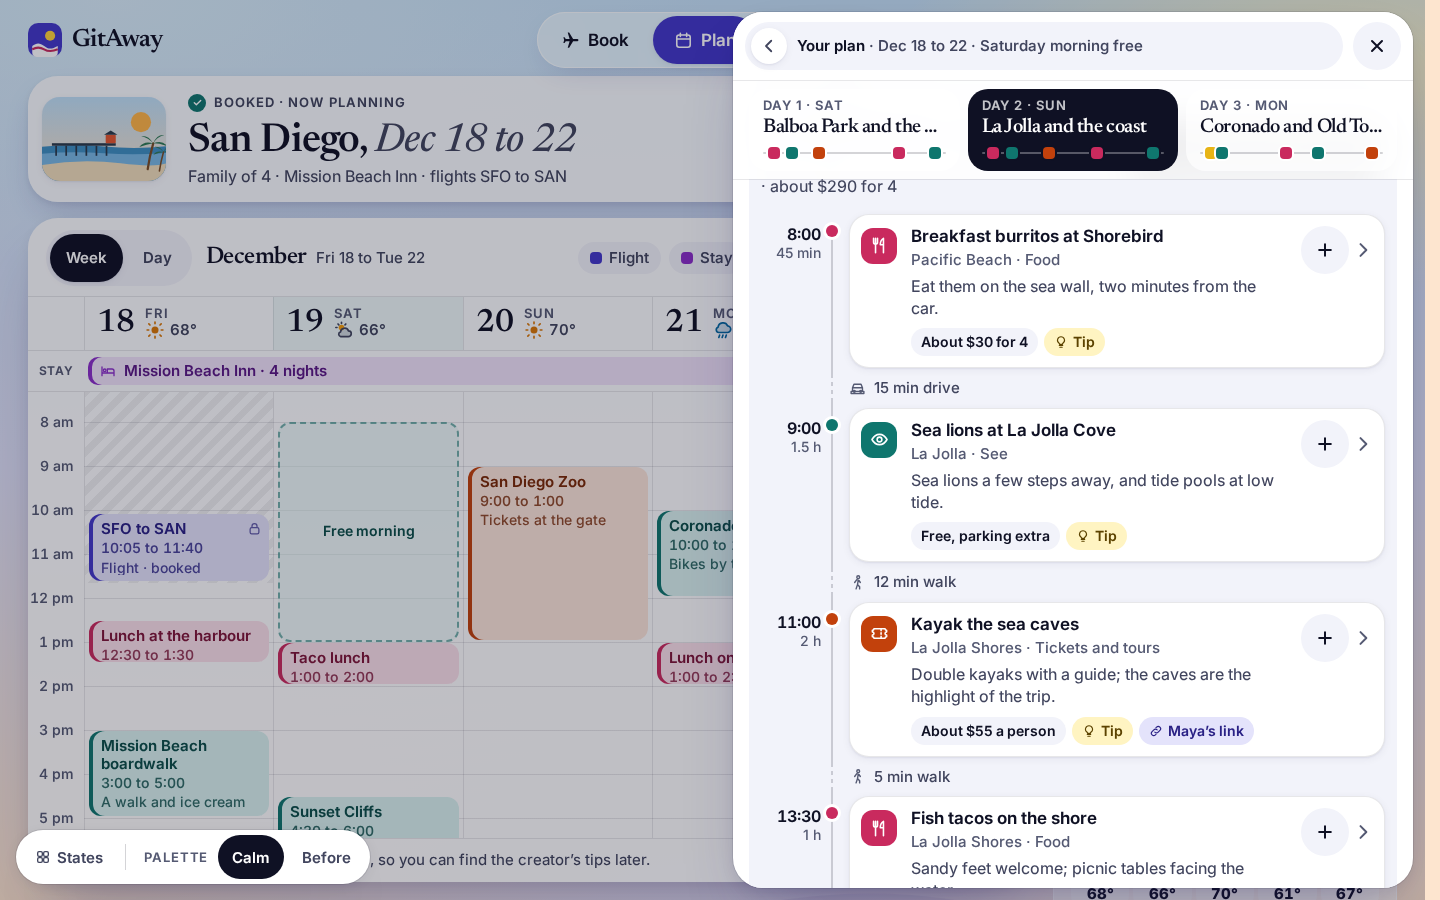 GitAway
Book
Plan
BOOKED · NOW PLANNING
San Diego, Dec 18 to 22
Family of 4 · Mission Beach Inn · flights SFO to SAN
Week
Day
December Fri 18 to Tue 22
Flight
Stay
18 FRI 68°
19 SAT 66°
20 SUN 70°
21
STAY
Mission Beach Inn · 4 nights
8 am
9 am
10 am
11 am
12 pm
1 pm
2 pm
3 pm
4 pm
5 pm
SFO to SAN
10:05 to 11:40
Flight · booked
Lunch at the harbour
12:30 to 1:30
Mission Beach
boardwalk
3:00 to 5:00
A walk and ice cream
Free morning
Taco lunch
1:00 to 2:00
Sunset Cliffs
4:30 to 6:00
San Diego Zoo
9:00 to 1:00
Tickets at the gate
Coronado
10:00 to
Bikes by
Lunch on
1:00 to
States
PALETTE
Calm
Before
, so you can find the creator’s tips later.
Your plan · Dec 18 to 22 · Saturday morning free
DAY 1 · SAT
Balboa Park and the ...
DAY 2 · SUN
La Jolla and the coast
DAY 3 · MON
Coronado and Old To...
· about $290 for 4
8:00
45 min
Breakfast burritos at Shorebird
Pacific Beach · Food
Eat them on the sea wall, two minutes from the
car.
About $30 for 4
Tip
15 min drive
9:00
1.5 h
Sea lions at La Jolla Cove
La Jolla · See
Sea lions a few steps away, and tide pools at low
tide.
Free, parking extra
Tip
12 min walk
11:00
2 h
Kayak the sea caves
La Jolla Shores · Tickets and tours
Double kayaks with a guide; the caves are the
highlight of the trip.
About $55 a person
Tip
Maya’s link
5 min walk
13:30
1 h
Fish tacos on the shore
La Jolla Shores · Food
Sandy feet welcome; picnic tables facing the
water.
68° 66° 70° 61° 67°